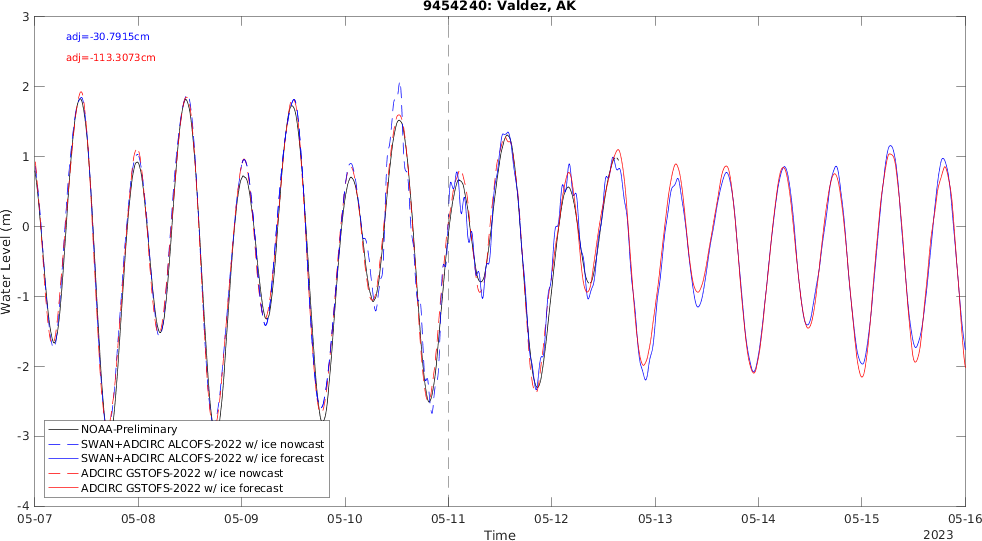 9454240: Valdez, AK
3
adj=-30.7915cm
adj=-113.3073cm
2
1
0
-1
-2
-3
-4
Water Level (m)
NOAA-Preliminary
SWAN+ADCIRC ALCOFS-2022 w/ ice nowcast
SWAN+ADCIRC ALCOFS-2022 w/ ice forecast
ADCIRC GSTOFS-2022 w/ ice nowcast
ADCIRC GSTOFS-2022 w/ ice forecast
05-07 05-08 05-09 05-10 05-11 05-12 05-13 05-14 05-15 05-16
Time
2023